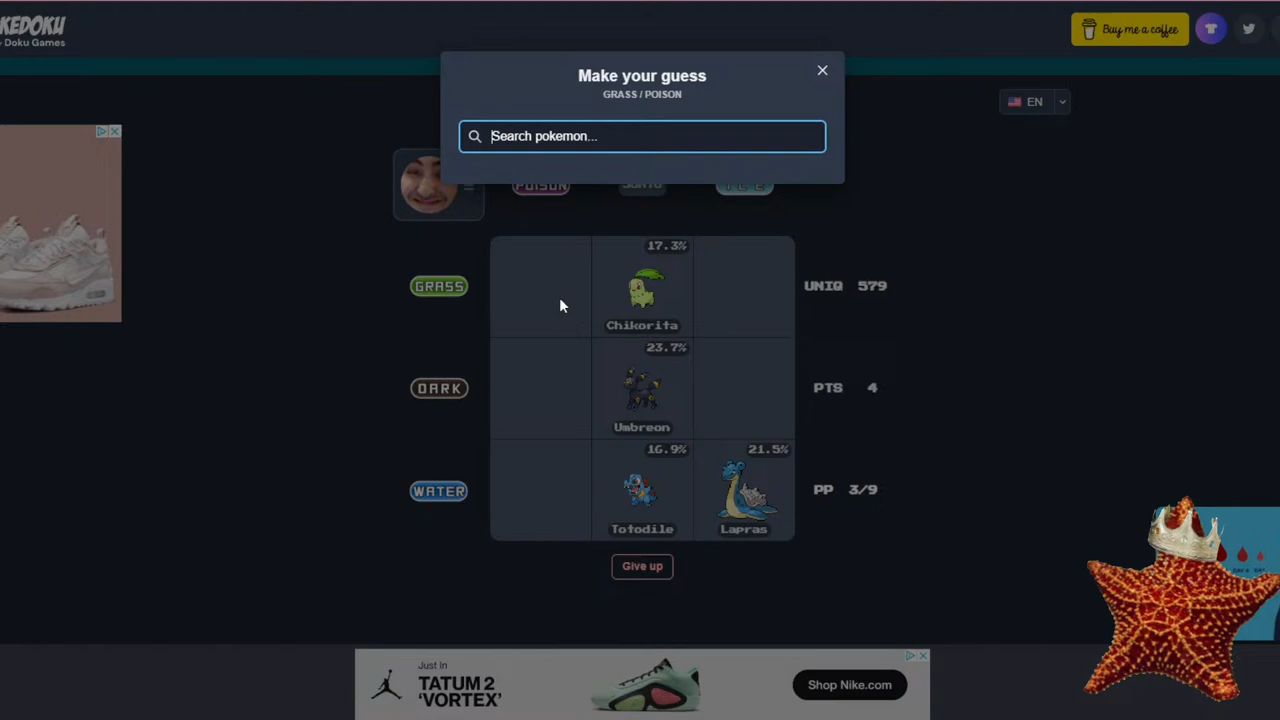 KEDOKU
Doku Games
Buy me a coffee
Make your guess
GRASS / POISON
Search pokemon...
EN
POISON
JOHTO
ICE
17.3%
GRASS
Chikorita
UNIQ 579
23.7%
DARK
Umbreon
PTS 4
16.9%
21.5%
WATER
Totodile
Lapras
PP 3/9
Give up
Just In
TATUM 2
‘VORTEX’
Shop Nike.com